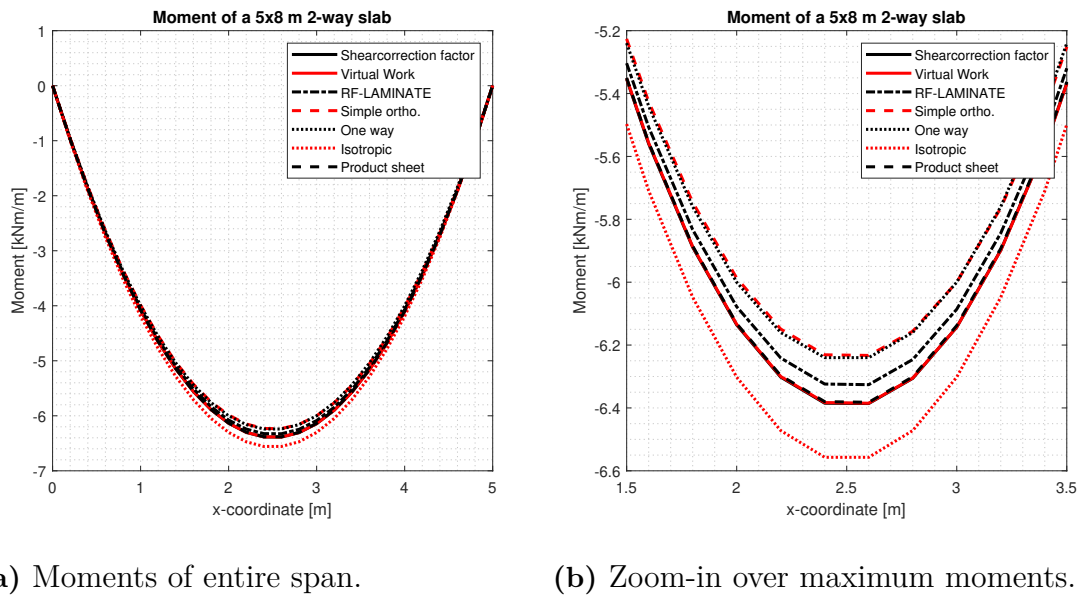 Moment of a 5x8 m 2-way slab
1
0
-1
-2
-3
-4
-5
-6
-7
Moment [kNm/m]
0
1
2
3
4
5
x-coordinate [m]
Shearcorrection factor
Virtual Work
RF-LAMINATE
Simple ortho.
One way
Isotropic
Product sheet
Moment of a 5x8 m 2-way slab
-5.2
-5.4
-5.6
-5.8
-6
-6.2
-6.4
-6.6
Moment [kNm/m]
1.5
2
2.5
3
3.5
x-coordinate [m]
Shearcorrection factor
Virtual Work
RF-LAMINATE
Simple ortho.
One way
Isotropic
Product sheet
a) Moments of entire span.
(b) Zoom-in over maximum moments.